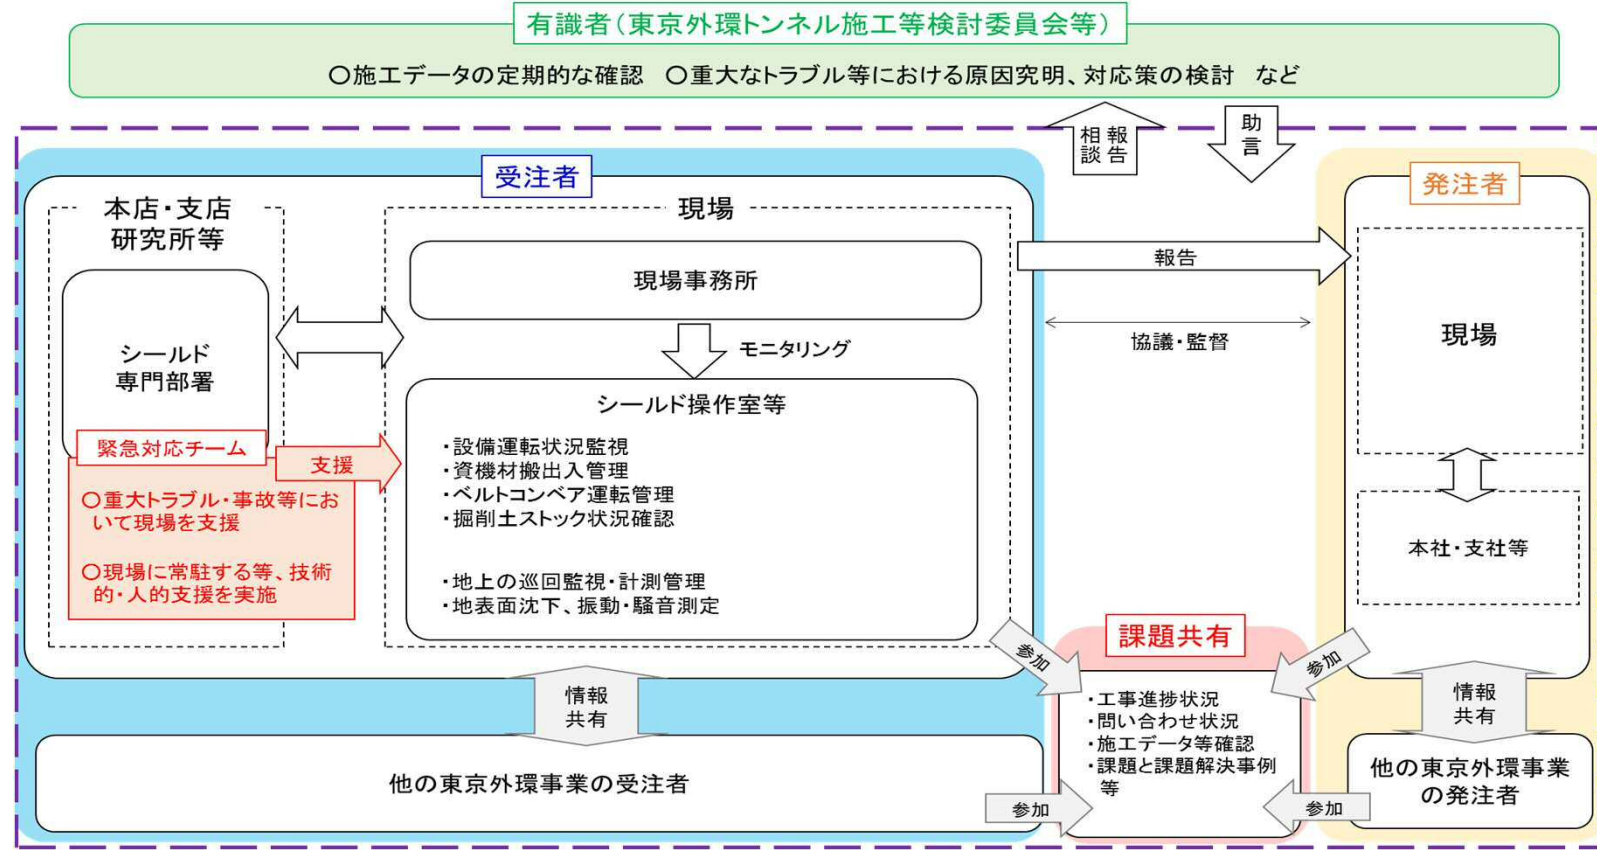 有識者（東京外環トンネル施工等検討委員会等）
〇施工データの定期的な確認　〇重大なトラブル等における原因究明、対応策の検討　など
相談
報告
助言
受注者
本店・支店
研究所等
シールド
専門部署
緊急対応チーム
〇重大トラブル・事故等にお
いて現場を支援
〇現場に常駐する等、技術
的・人的支援を実施
支援
現場
現場事務所
モニタリング
シールド操作室等
・設備運転状況監視
・資機材搬出入管理
・ベルトコンベア運転管理
・掘削土ストック状況確認
・地上の巡回監視・計測管理
・地表面沈下、振動・騒音測定
報告
協議・監督
発注者
現場
本社・支社等
情報
共有
他の東京外環事業の受注者
参加
参加
課題共有
・工事進捗状況
・問い合わせ状況
・施工データ等確認
・課題と課題解決事例
等
参加
参加
情報
共有
他の東京外環事業
の発注者